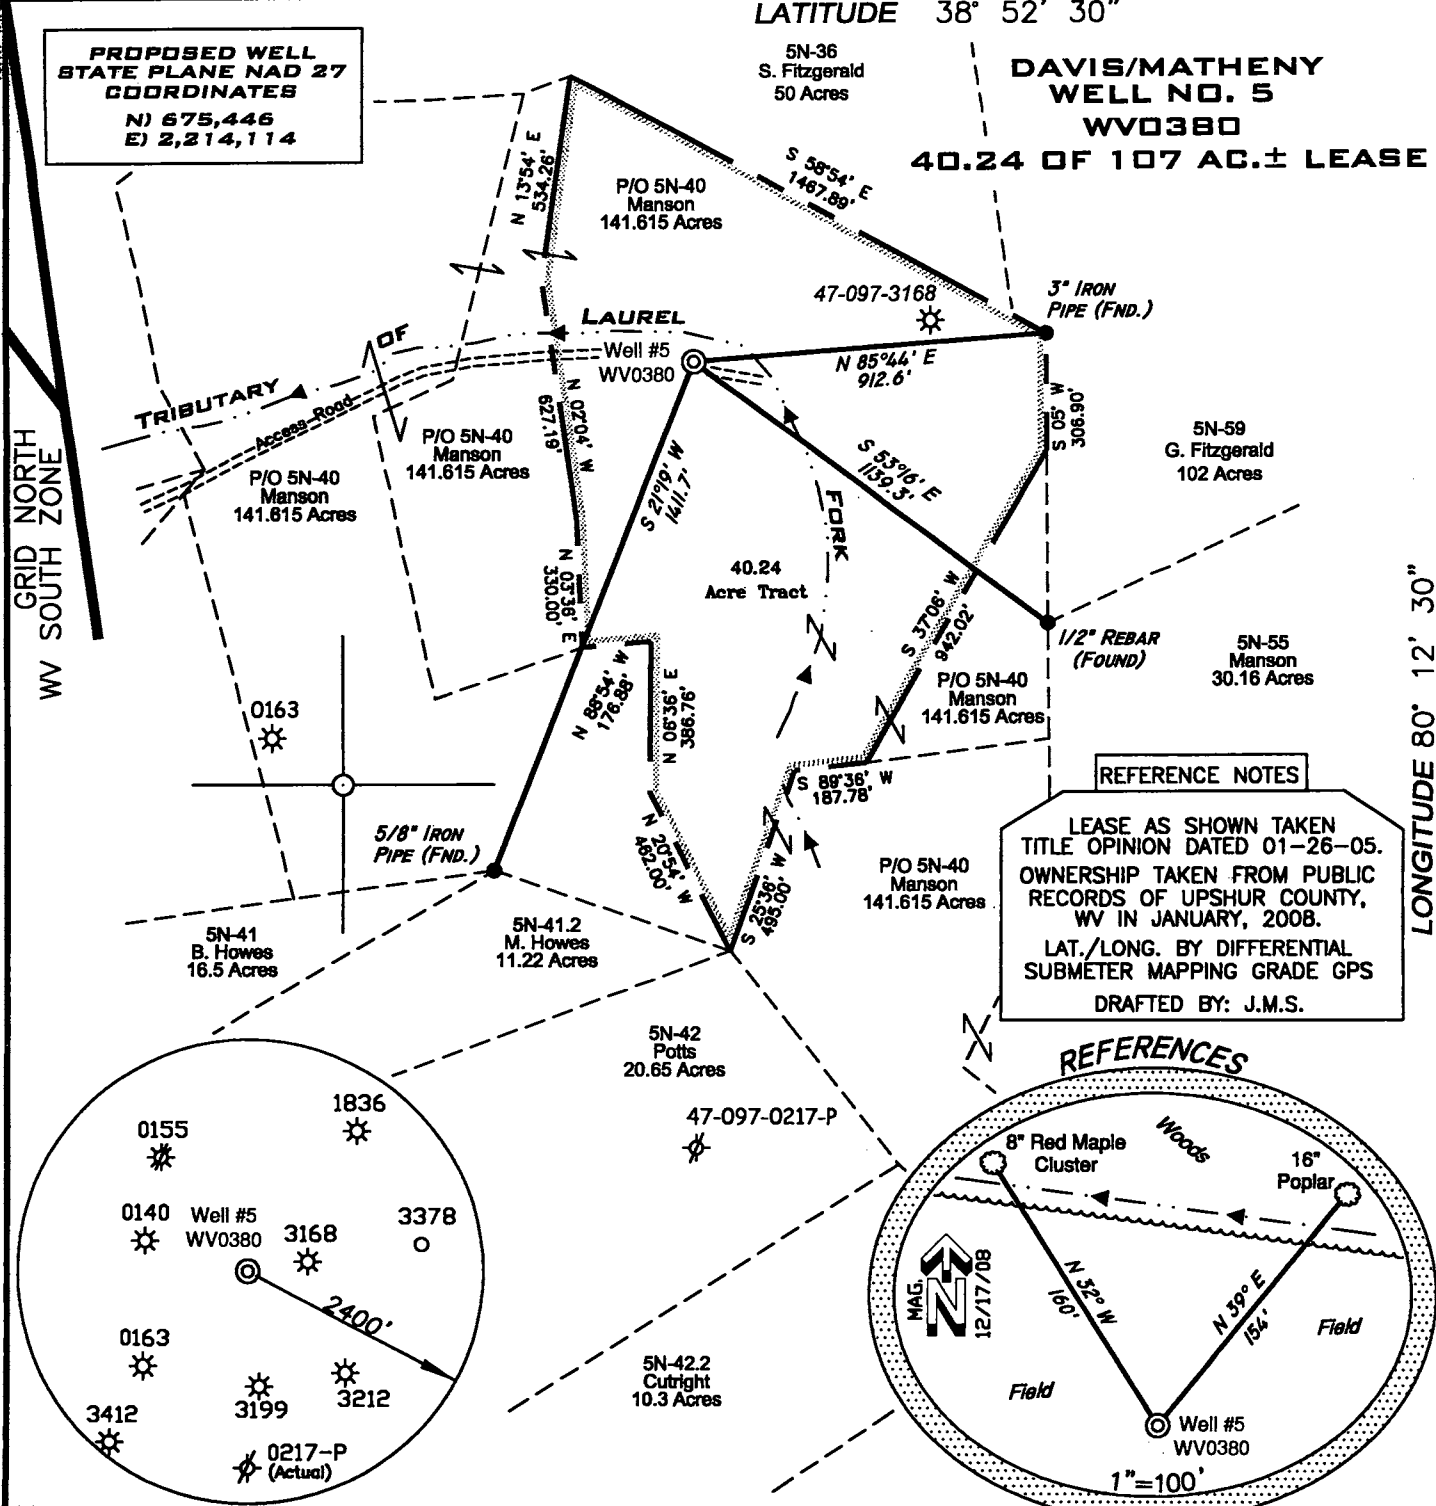 LATITUDE 38° 52' 30"
PROPOSED WELL
STATE PLANE NAD 27
COORDINATES
N) 675,446
E) 2,214,114
5N-36
S. Fitzgerald
50 Acres
DAVIS/MATHENY
WELL NO. 5
WV0380
40.24 OF 107 AC.± LEASE
N 13°54' E
534.26'
P/O 5N-40
Manson
141.615 Acres
S 58°54' E
1467.89'
47-097-3168
3" IRON
PIPE (FND.)
TRIBUTARY OF LAUREL FORK
Well #5
WV0380
N 85°44' E
912.6'
Access Road
N 02°04' W
627.19'
S 05° W
306.90'
P/O 5N-40
Manson
141.615 Acres
P/O 5N-40
Manson
141.615 Acres
5N-59
G. Fitzgerald
102 Acres
S 21°19' W
1411.7'
S 53°16' E
1139.3'
GRID NORTH
WV SOUTH ZONE
N 03°36' E
330.00'
40.24
Acre Tract
S 37°06' W
942.02'
1/2" REBAR
(FOUND)
5N-55
Manson
30.16 Acres
P/O 5N-40
Manson
141.615 Acres
N 88°54' W
176.88'
N 06°36' E
386.76'
0163
S 89°36' W
187.78'
5/8" IRON
PIPE (FND.)
N 20°54' W
462.00'
S 25°36' W
495.00'
P/O 5N-40
Manson
141.615 Acres
LONGITUDE 80° 12' 30"
REFERENCE NOTES
LEASE AS SHOWN TAKEN
TITLE OPINION DATED 01-26-05.
OWNERSHIP TAKEN FROM PUBLIC
RECORDS OF UPSHUR COUNTY,
WV IN JANUARY, 2008.
LAT./LONG. BY DIFFERENTIAL
SUBMETER MAPPING GRADE GPS
DRAFTED BY: J.M.S.
5N-41
B. Howes
16.5 Acres
5N-41.2
M. Howes
11.22 Acres
5N-42
Potts
20.65 Acres
47-097-0217-P
5N-42.2
Cutright
10.3 Acres
1836
0155
0140
Well #5
WV0380
3168
3378
2400'
0163
3212
3199
3412
0217-P
(Actual)
REFERENCES
Woods
8" Red Maple
Cluster
16"
Poplar
MAG.
N
12/17/08
N 32° W
160'
N 39° E
154'
Field
Field
Well #5
WV0380
1"=100'